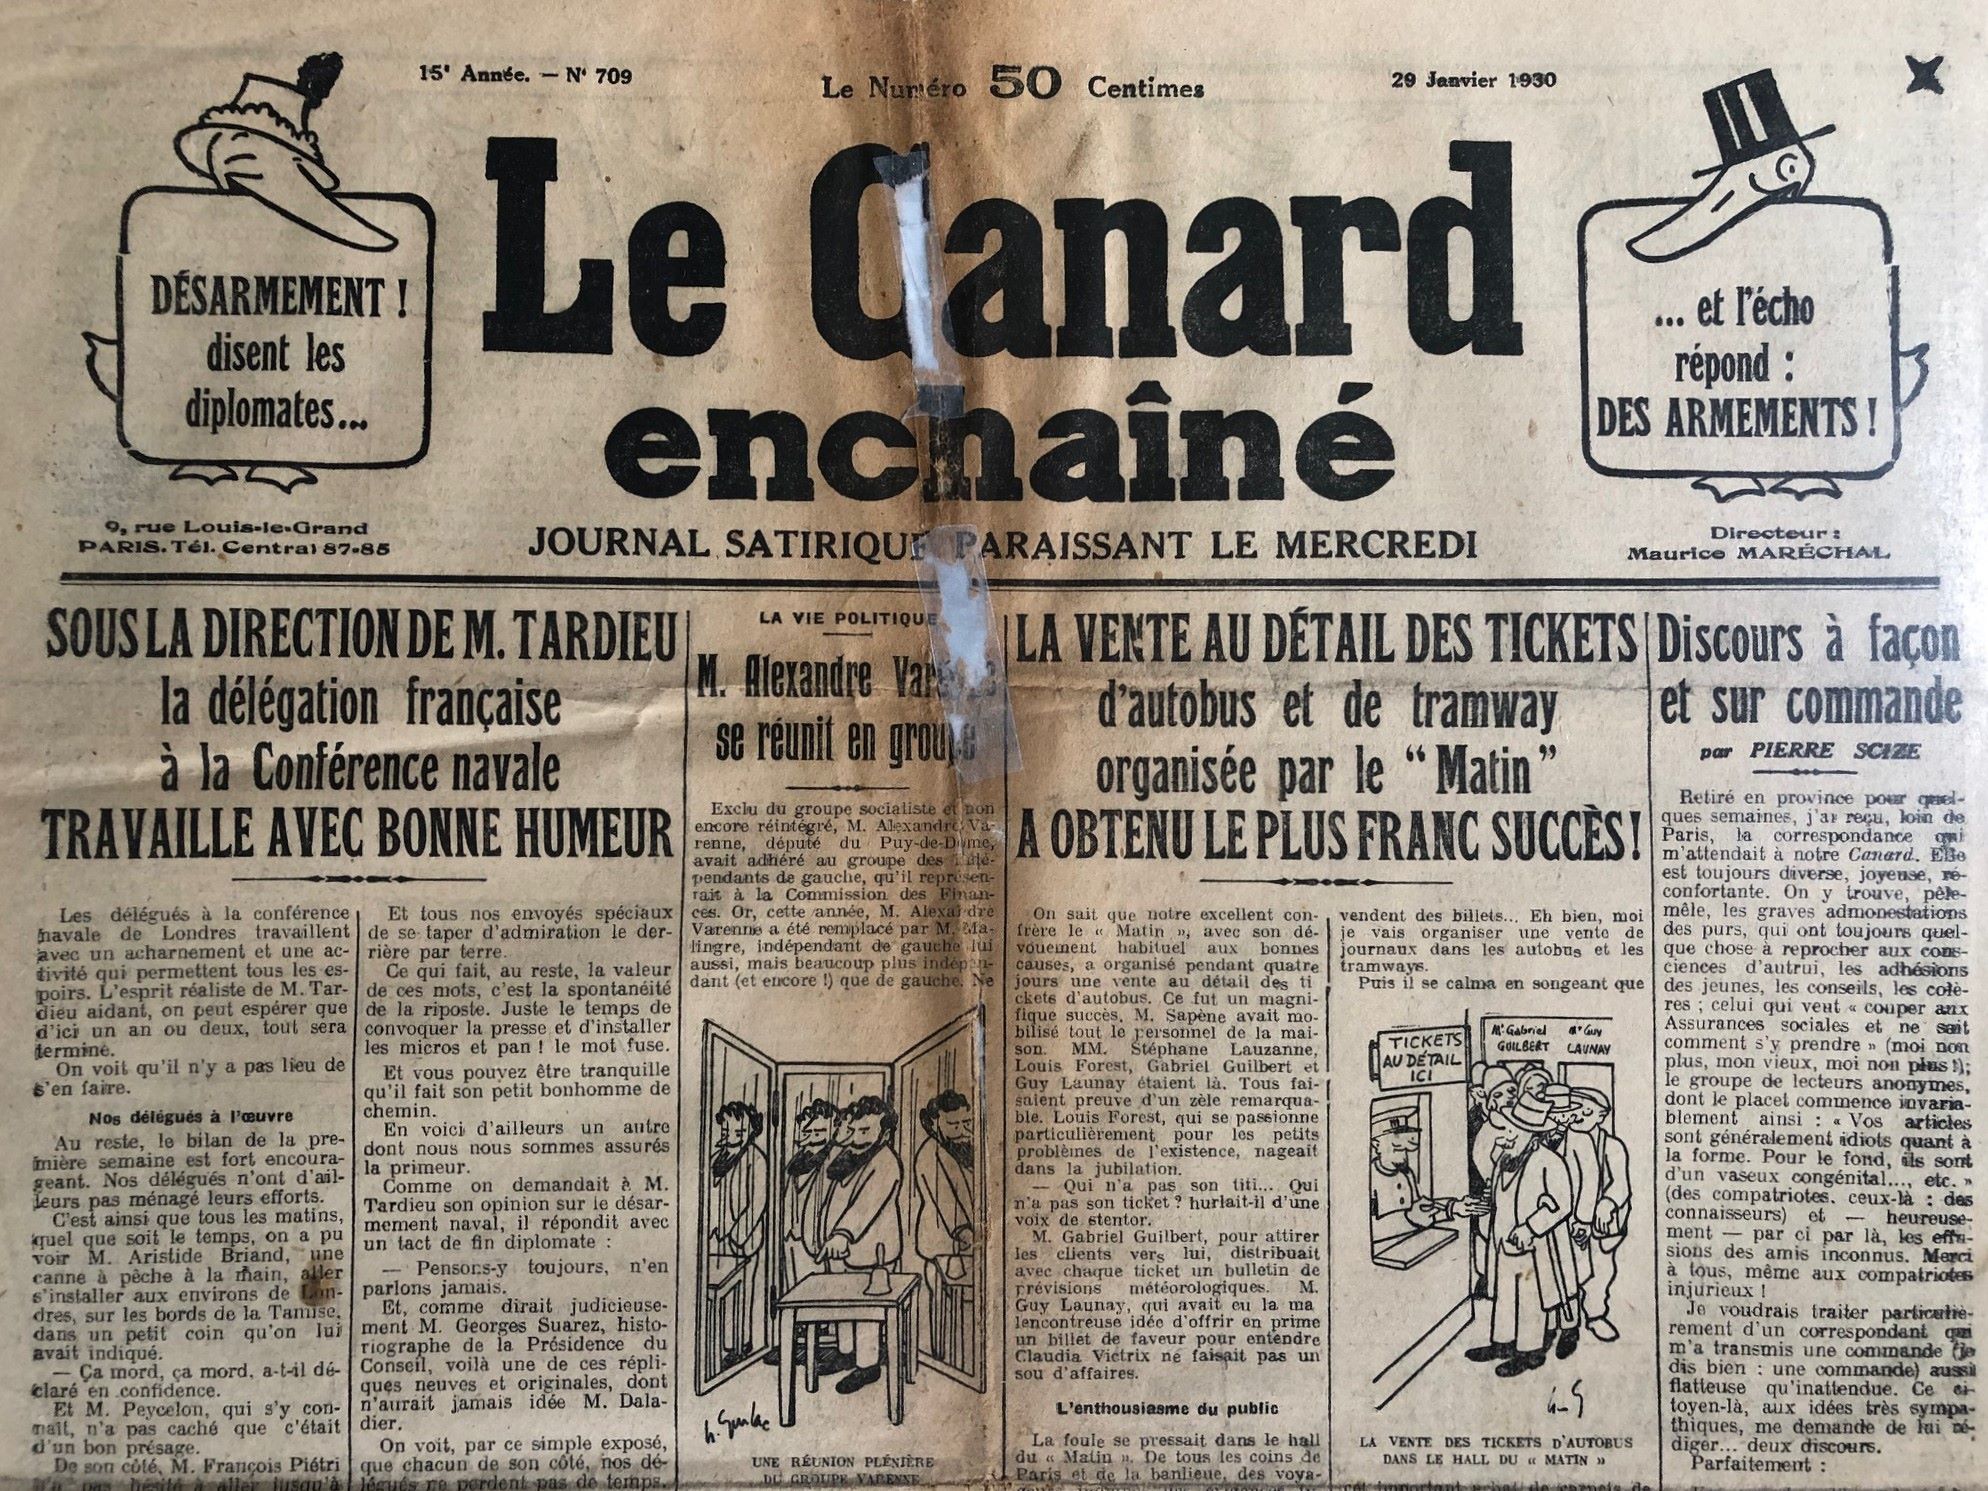 15e Année. — N° 709
Le Numéro 50 Centimes
29 Janvier 1930
DÉSARMEMENT !
disent les
diplomates...
Le Canard
enchaîné
... et l'écho
répond :
DES ARMEMENTS !
9, rue Louis-le-Grand
PARIS. Tél. Central 87-85
JOURNAL SATIRIQUE PARAISSANT LE MERCREDI
Directeur :
Maurice MARÉCHAL
SOUS LA DIRECTION DE M. TARDIEU
la délégation française
à la Conférence navale
TRAVAILLE AVEC BONNE HUMEUR
Les délégués à la conférence
navale de Londres travaillent
avec un acharnement et une ac-
tivité qui permettent tous les es-
poirs. L'esprit réaliste de M. Tar-
dieu aidant, on peut espérer que
d'ici un an ou deux, tout sera
terminé.
On voit qu'il n'y a pas lieu de
s'en faire.
Nos délégués à l'œuvre
Au reste, le bilan de la pre-
mière semaine est fort encoura-
geant. Nos délégués n'ont d'ail-
leurs pas ménagé leurs efforts.
C'est ainsi que tous les matins,
quel que soit le temps, on a pu
voir M. Aristide Briand, une
canne à pêche à la main, aller
s'installer aux environs de Lon-
dres, sur les bords de la Tamise,
dans un petit coin qu'on lui
avait indiqué.
— Ça mord, ça mord, a-t-il dé-
claré en confidence.
Et M. Peycelon, qui s'y con-
naît, n'a pas caché que c'était
d'un bon présage.
De son côté, M. François Piétri
n'a pas hésité à aller jusqu'à
Et tous nos envoyés spéciaux
de se taper d'admiration le der-
rière par terre.
Ce qui fait, au reste, la valeur
de ces mots, c'est la spontanéité
de la riposte. Juste le temps de
convoquer la presse et d'installer
les micros et pan ! le mot fuse.
Et vous pouvez être tranquille
qu'il fait son petit bonhomme de
chemin.
En voici d'ailleurs un autre
dont nous nous sommes assurés
la primeur.
Comme on demandait à M.
Tardieu son opinion sur le désar-
mement naval, il répondit avec
un tact de fin diplomate :
— Pensons-y toujours, n'en
parlons jamais.
Et, comme dirait judicieuse-
ment M. Georges Suarez, histo-
riographe de la Présidence du
Conseil, voilà une de ces répli-
ques neuves et originales, dont
n'aurait jamais idée M. Dala-
dier.
On voit, par ce simple exposé,
que chacun de son côté, nos dé-
légués ne perdent pas de temps.
LA VIE POLITIQUE
M. Alexandre Varenne
se réunit en groupe
Exclu du groupe socialiste et non
encore réintégré, M. Alexandre Va-
renne, député du Puy-de-Dôme,
avait adhéré au groupe des Indé-
pendants de gauche, qu'il représen-
tait à la Commission des Finan-
ces. Or, cette année, M. Alexandre
Varenne a été remplacé par M. Ma-
lingre, indépendant de gauche lui
aussi, mais beaucoup plus indépen-
dant (et encore !) que de gauche. Ne
h. Guilac
UNE RÉUNION PLÉNIÈRE
DU GROUPE VARENNE
LA VENTE AU DÉTAIL DES TICKETS
d'autobus et de tramway
organisée par le "Matin"
A OBTENU LE PLUS FRANC SUCCÈS !
On sait que notre excellent con-
frère le « Matin », avec son dé-
vouement habituel aux bonnes
causes, a organisé pendant quatre
jours une vente au détail des ti
ckets d'autobus. Ce fut un magni-
fique succès. M. Sapène avait mo-
bilisé tout le personnel de la mai-
son. MM. Stéphane Lauzanne,
Louis Forest, Gabriel Guilbert et
Guy Launay étaient là. Tous fai-
saient preuve d'un zèle remarqua-
ble. Louis Forest, qui se passionne
particulièrement pour les petits
problèmes de l'existence, nageait
dans la jubilation.
— Qui n'a pas son titi... Qui
n'a pas son ticket ? hurlait-il d'une
voix de stentor.
M. Gabriel Guilbert, pour attirer
les clients vers lui, distribuait
avec chaque ticket un bulletin de
prévisions météorologiques. M.
Guy Launay, qui avait eu la ma
lencontreuse idée d'offrir en prime
un billet de faveur pour entendre
Claudia Victrix ne faisait pas un
sou d'affaires.
L'enthousiasme du public
La foule se pressait dans le hall
du « Matin ». De tous les coins de
Paris et de la banlieue, des voya-
vendent des billets... Eh bien, moi
je vais organiser une vente de
journaux dans les autobus et les
tramways.
Puis il se calma en songeant que
TICKETS
AU DÉTAIL
ICI
Mr Gabriel
GUILBERT
Mr Guy
LAUNAY
LA VENTE DES TICKETS D'AUTOBUS
DANS LE HALL DU « MATIN »
cet important achat de carnets de
Discours à façon
et sur commande
par PIERRE SCIZE
Retiré en province pour quel-
ques semaines, j'ai reçu, loin de
Paris, la correspondance qui
m'attendait à notre Canard. Elle
est toujours diverse, joyeuse, ré-
confortante. On y trouve, pêle-
mêle, les graves admonestations
des purs, qui ont toujours quel-
que chose à reprocher aux cons-
ciences d'autrui, les adhésions
des jeunes, les conseils, les colè-
res ; celui qui veut « couper aux
Assurances sociales et ne sait
comment s'y prendre » (moi non
plus, mon vieux, moi non plus !);
le groupe de lecteurs anonymes,
dont le placet commence invaria-
blement ainsi : « Vos articles
sont généralement idiots quant à
la forme. Pour le fond, ils sont
d'un vaseux congénital..., etc. »
(des compatriotes, ceux-là : des
connaisseurs) et — heureuse-
ment — par ci par là, les effu-
sions des amis inconnus. Merci
à tous, même aux compatriotes
injurieux !
Je voudrais traiter particuliè-
rement d'un correspondant qui
m'a transmis une commande (je
dis bien : une commande) aussi
flatteuse qu'inattendue. Ce ci-
toyen-là, aux idées très sympa-
thiques, me demande de lui ré-
diger... deux discours.
Parfaitement :